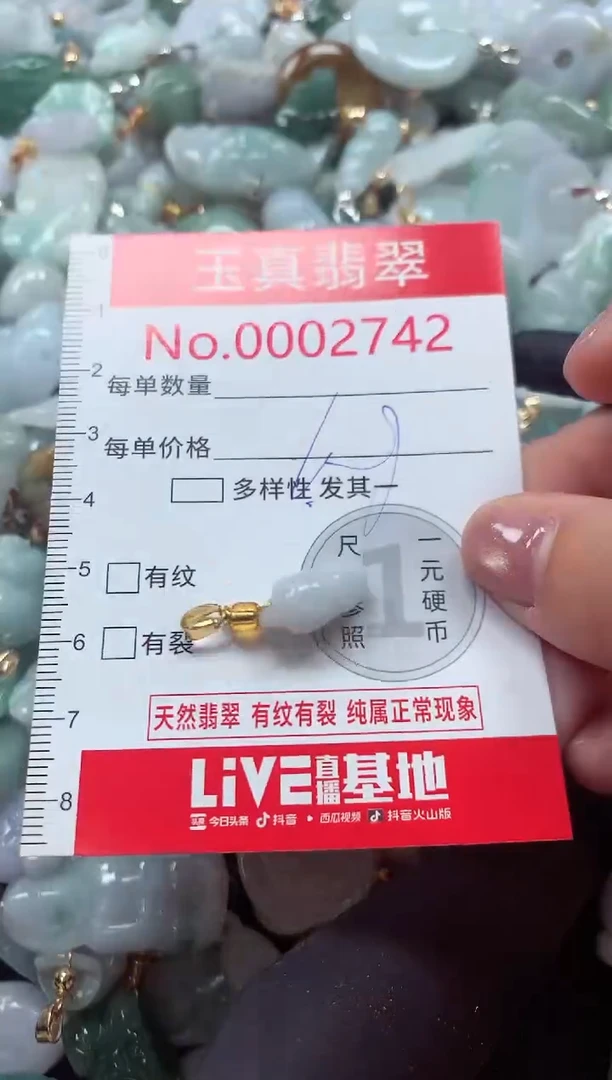 玉真翡翠
No.0002742
0
1
2
每单数量
3
每单价格
4
多样性 发其一
5
有纹
尺 一元硬币
参照
6
有裂
1
天然翡翠 有纹有裂 纯属正常现象
7
LiVE直播基地
8
头条 今日头条 抖音 西瓜视频 抖音火山版